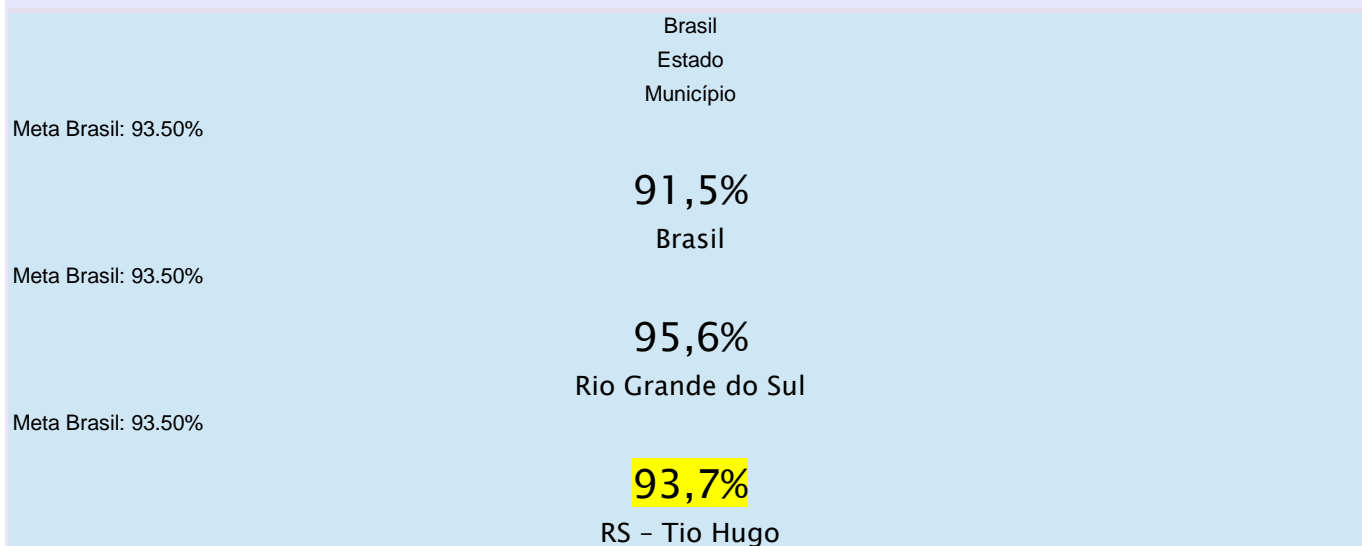 Brasil
Estado
Município
Meta Brasil: 93.50%
91,5%
Brasil
Meta Brasil: 93.50%
95,6%
Rio Grande do Sul
Meta Brasil: 93.50%
93,7%
RS – Tio Hugo